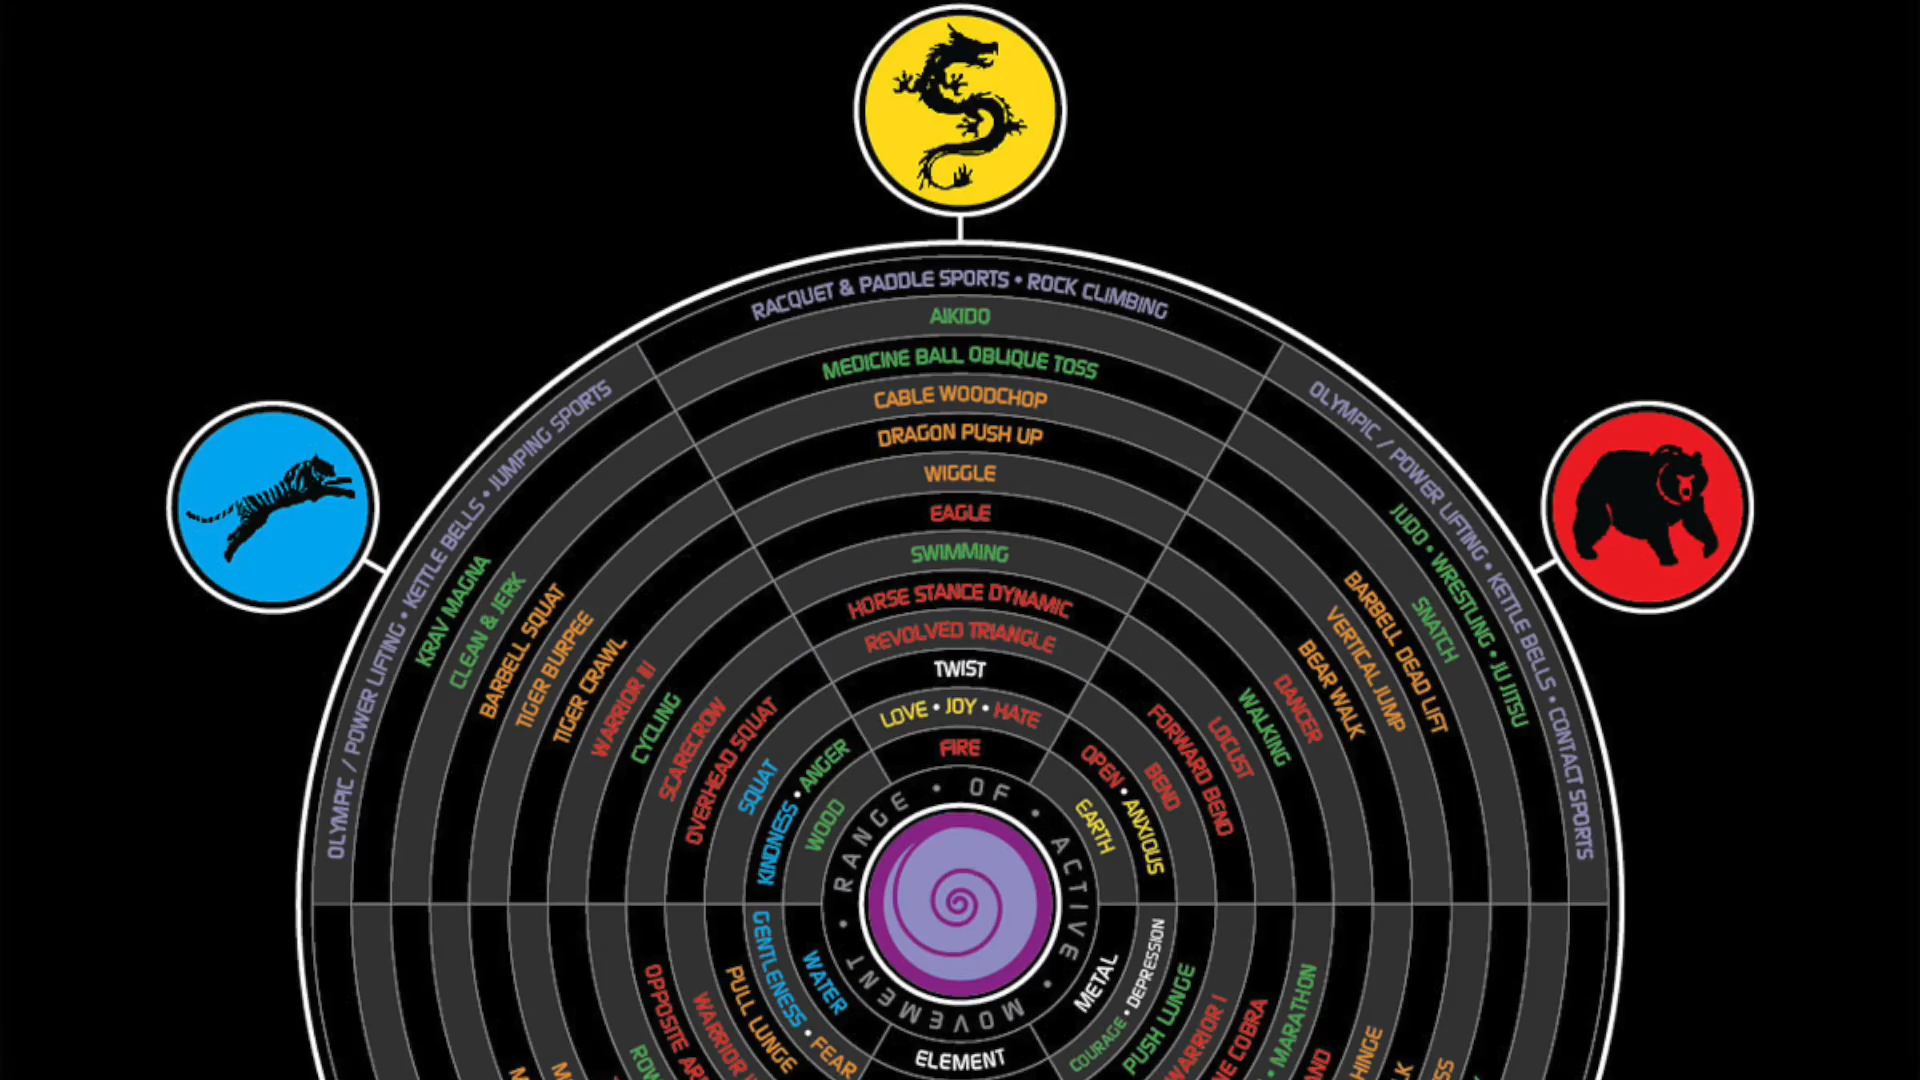 RACQUET & PADDLE SPORTS • ROCK CLIMBING
AIKIDO
MEDICINE BALL OBLIQUE TOSS
CABLE WOODCHOP
DRAGON PUSH UP
WIGGLE
EAGLE
SWIMMING
HORSE STANCE DYNAMIC
REVOLVED TRIANGLE
TWIST
LOVE • JOY • HATE
FIRE
OLYMPIC / POWER LIFTING • KETTLE BELLS • JUMPING SPORTS
KRAV MAGNA
CLEAN & JERK
BARBELL SQUAT
TIGER BURPEE
TIGER CRAWL
WARRIOR III
CYCLING
SCARECROW
OVERHEAD SQUAT
SQUAT
KINDNESS • ANGER
WOOD
OLYMPIC / POWER LIFTING • KETTLE BELLS • CONTACT SPORTS
JUDO • WRESTLING • JU JITSU
SNATCH
BARBELL DEAD LIFT
VERTICAL JUMP
BEAR WALK
DANCER
WALKING
LOCUST
FORWARD BEND
BEND
OPEN • ANXIOUS
EARTH
RANGE • OF • ACTIVE • MOVEMENT •
WATER
GENTLENESS • FEAR
PULL LUNGE
WARRIOR
OPPOSITE
METAL
COURAGE • DEPRESSION
PUSH LUNGE
WARRIOR I
COBRA
• MARATHON
HINGE
ELEMENT